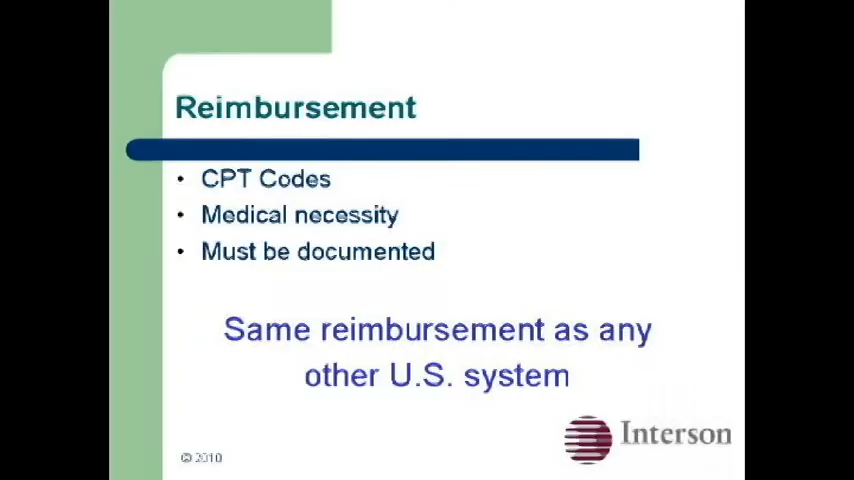 Reimbursement
• CPT Codes
• Medical necessity
• Must be documented
Same reimbursement as any
other U.S. system
Interson
© 2010